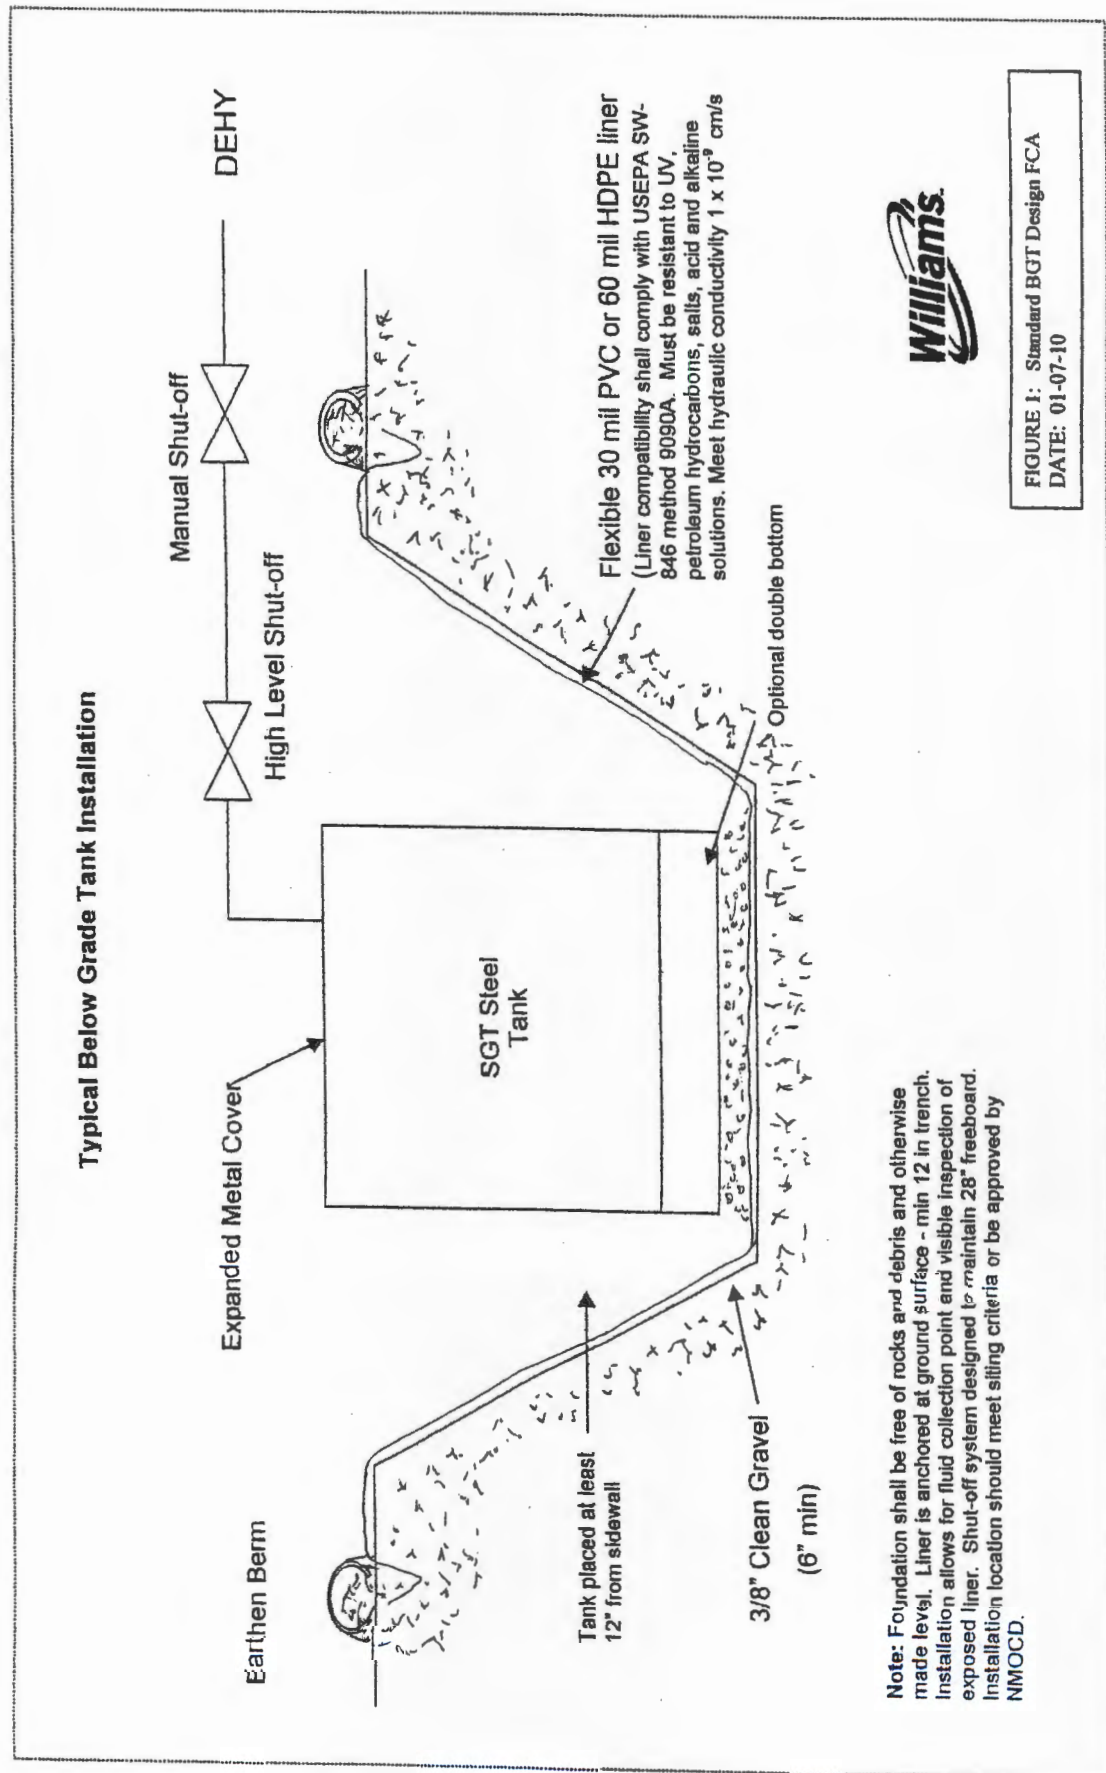 Typical Below Grade Tank Installation
Earthen Berm
Expanded Metal Cover
High Level Shut-off
Manual Shut-off
DEHY
SGT Steel
Tank
Tank placed at least
12" from sidewall
3/8" Clean Gravel
(6" min)
Flexible 30 mil PVC or 60 mil HDPE liner
(Liner compatibility shall comply with USEPA SW-
846 method 9090A. Must be resistant to UV,
petroleum hydrocarbons, salts, acid and alkaline
solutions. Meet hydraulic conductivity 1 x 10⁻⁹ cm/s
Optional double bottom
Note: Foundation shall be free of rocks and debris and otherwise
made level. Liner is anchored at ground surface - min 12 in trench.
Installation allows for fluid collection point and visible inspection of
exposed liner. Shut-off system designed to maintain 28" freeboard.
Installation location should meet siting criteria or be approved by
NMOCD.
Williams
FIGURE 1: Standard BGT Design FCA
DATE: 01-07-10